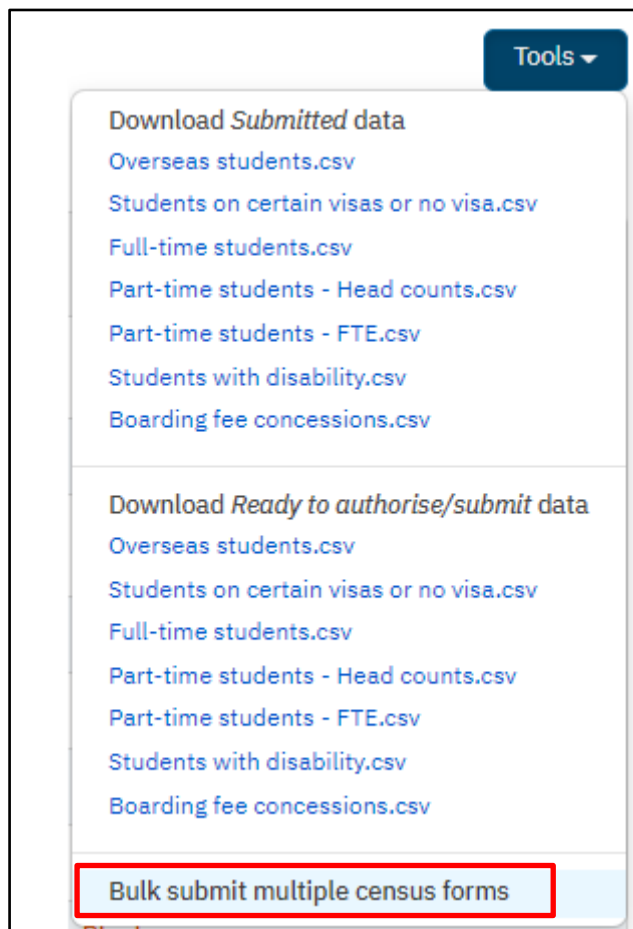 Tools
Download Submitted data
Overseas students.csv
Students on certain visas or no visa.csv
Full-time students.csv
Part-time students - Head counts.csv
Part-time students - FTE.csv
Students with disability.csv
Boarding fee concessions.csv
Download Ready to authorise/submit data
Overseas students.csv
Students on certain visas or no visa.csv
Full-time students.csv
Part-time students - Head counts.csv
Part-time students - FTE.csv
Students with disability.csv
Boarding fee concessions.csv
Bulk submit multiple census forms